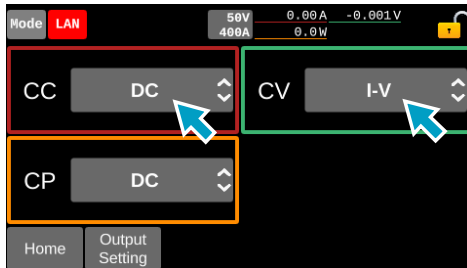 Mode LAN 50V 400A 0.00A -0.001V
0.0W
CC DC CV I-V
CP DC
Home Output Setting